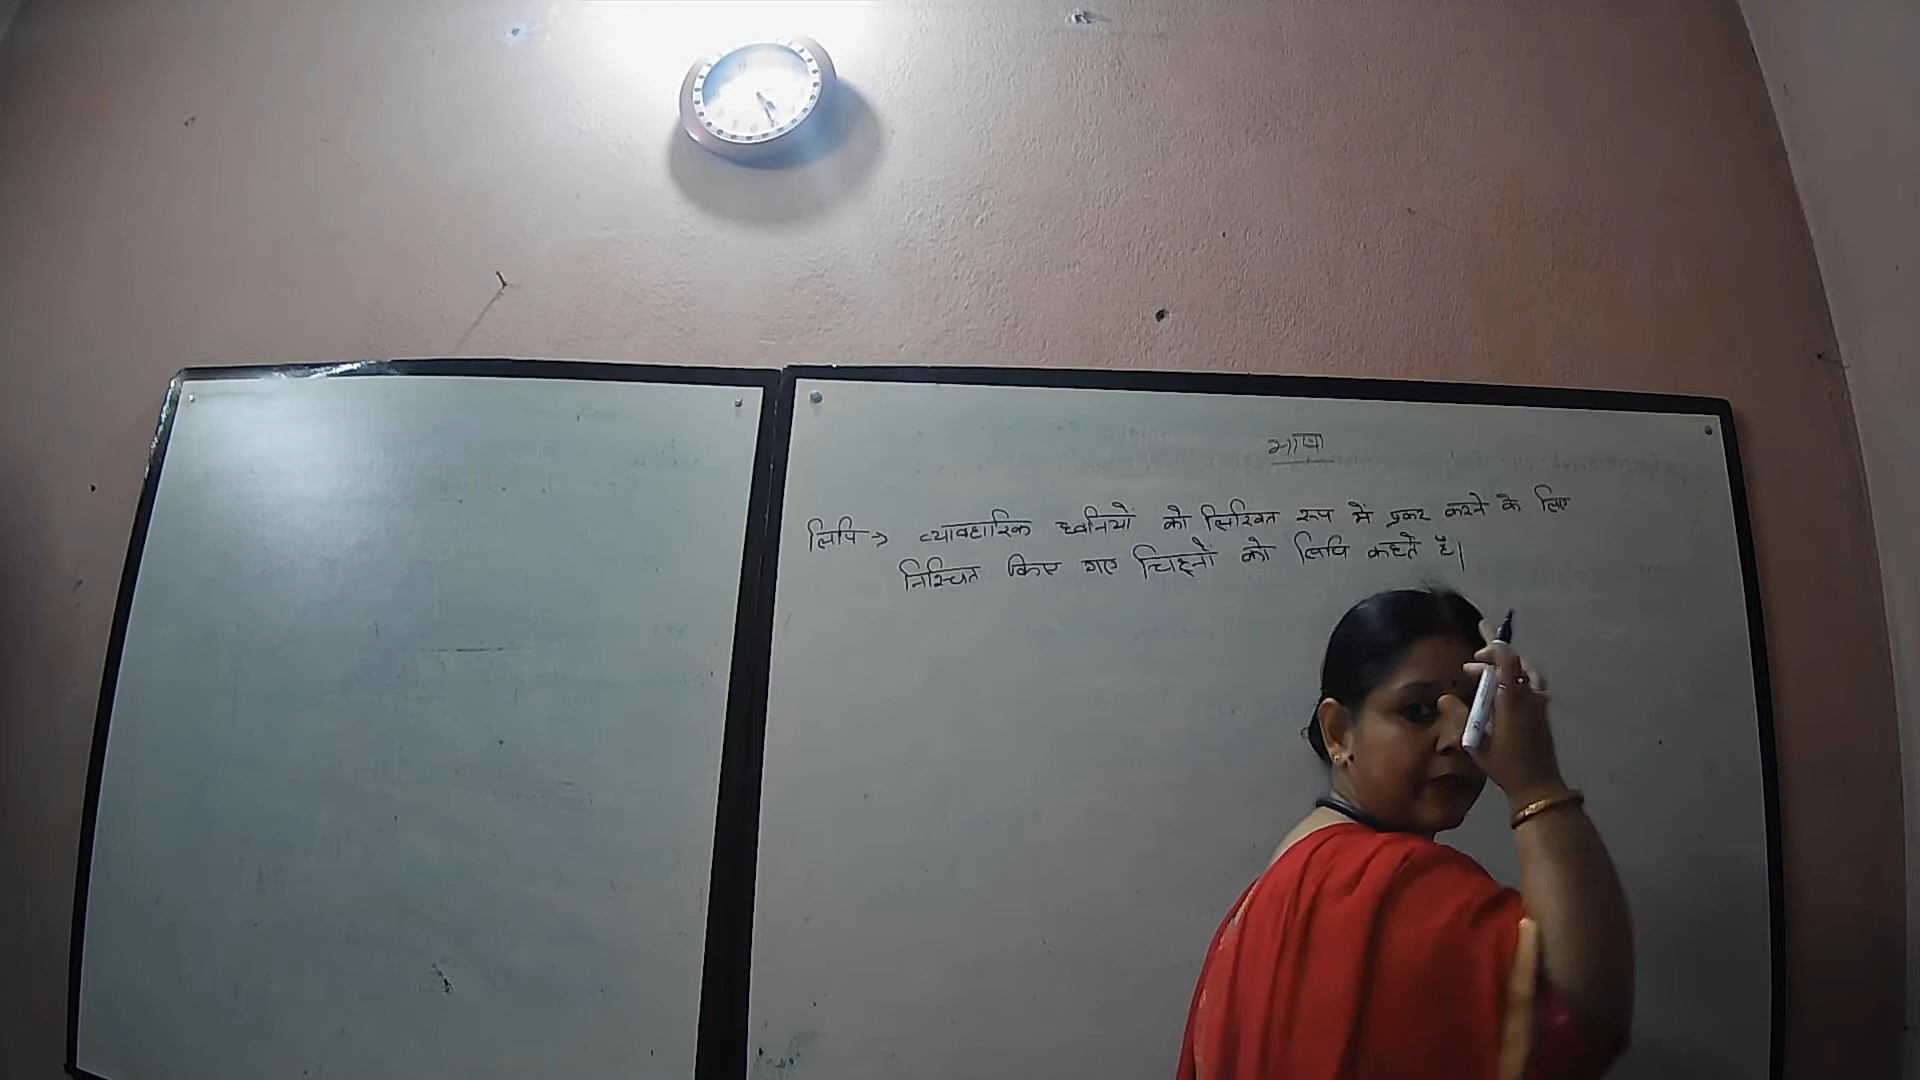 भाषा
लिपि → व्यावहारिक ध्वनियों को लिखित रूप में प्रकट करने के लिए
निश्चित किए गए चिह्नों को लिपि कहते है।